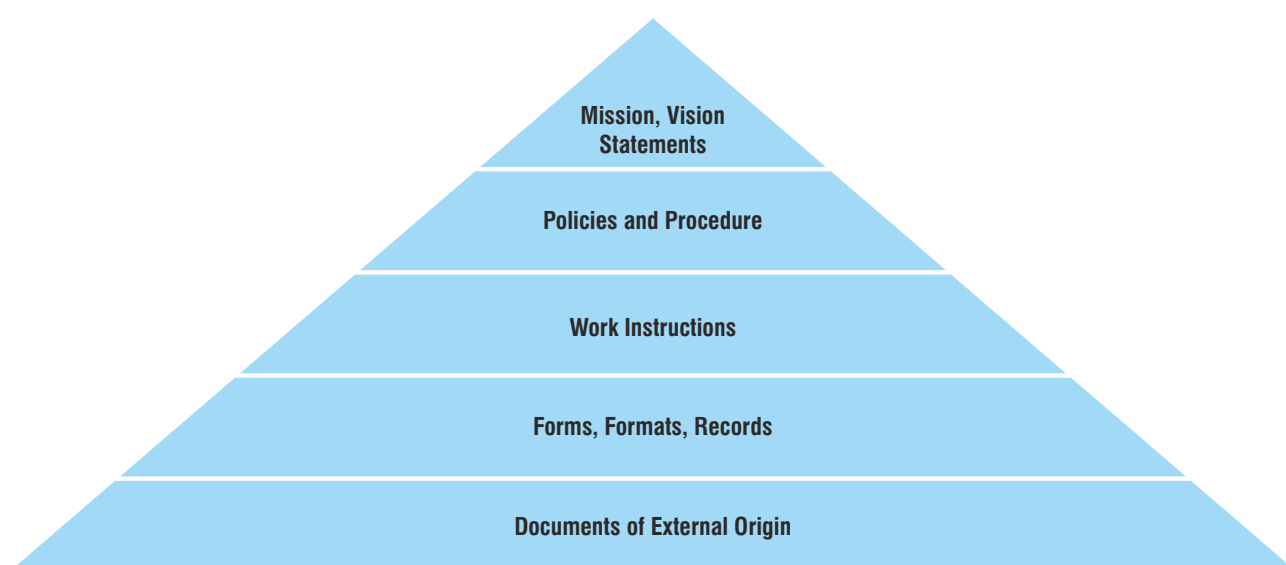 Mission, Vision
Statements
Policies and Procedure
Work Instructions
Forms, Formats, Records
Documents of External Origin